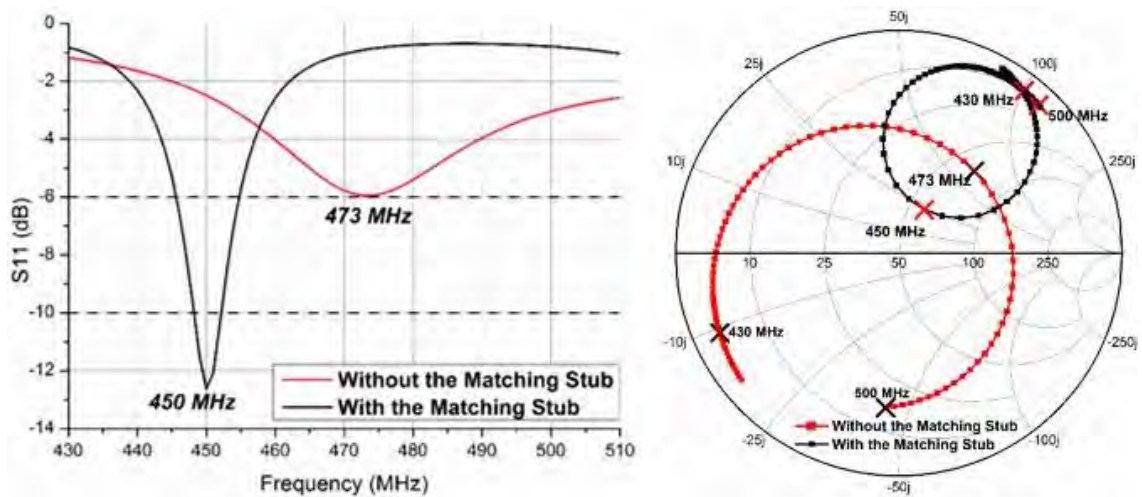 0
-2
-4
-6
-8
-10
-12
-14
S11 (dB)
473 MHz
450 MHz
Without the Matching Stub
With the Matching Stub
430 440 450 460 470 480 490 500 510
Frequency (MHz)
50j
25j
100j
430 MHz
500 MHz
10j
250j
473 MHz
450 MHz
10 25 50 100 250
-10j
430 MHz
-250j
500 MHz
-25j
Without the Matching Stub
With the Matching Stub
-100j
-50j